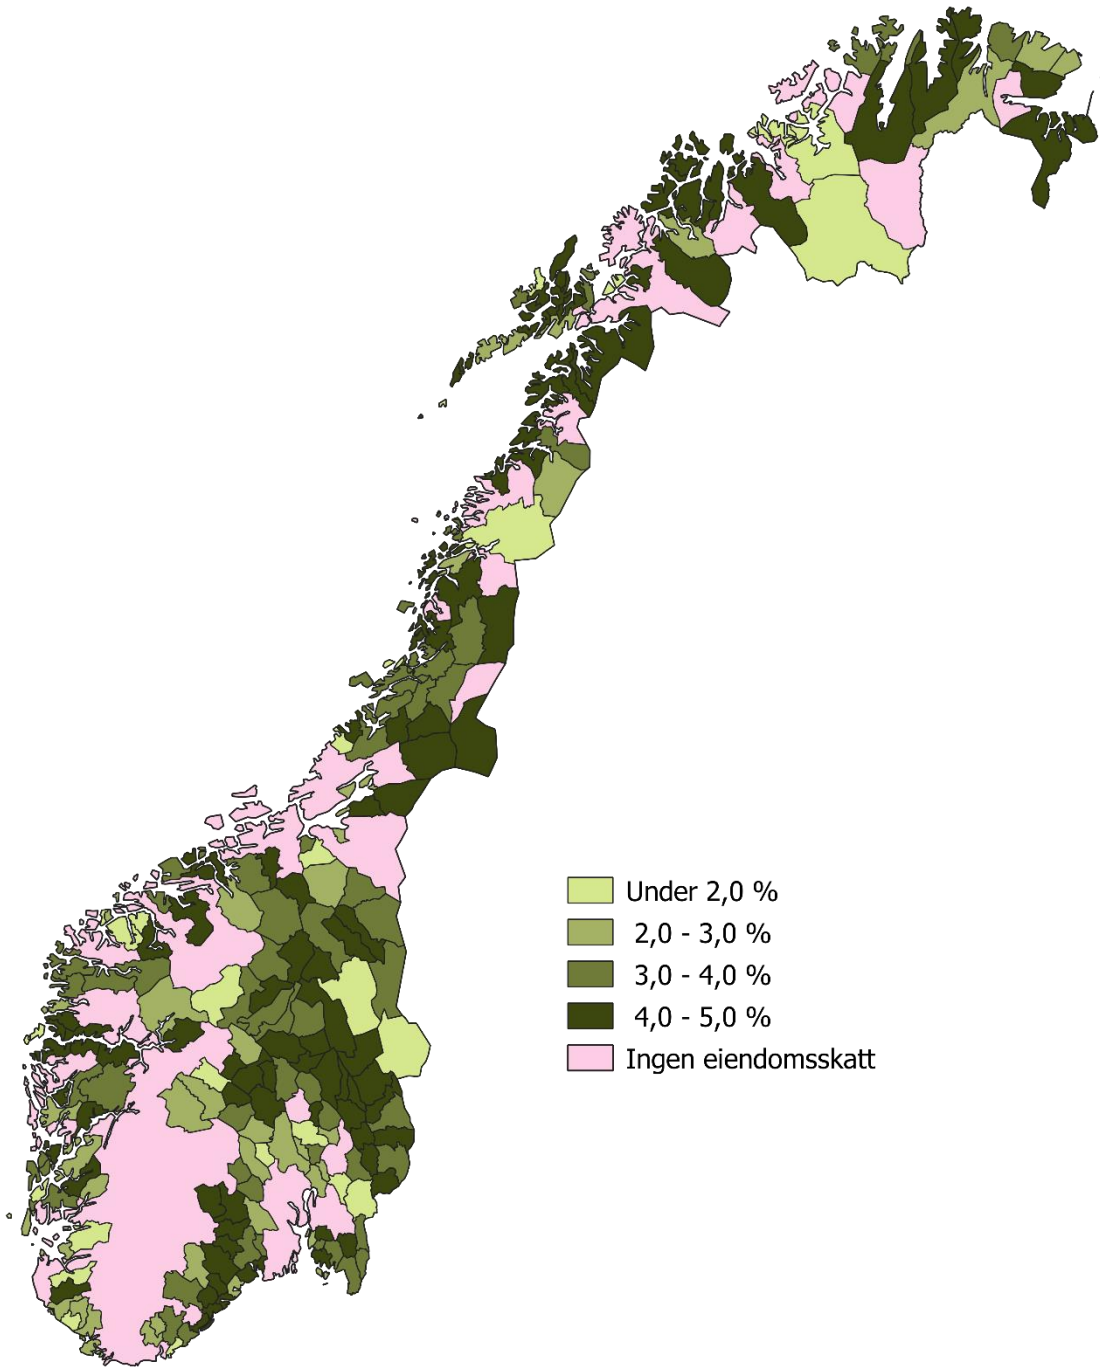 Under 2,0 %
2,0 - 3,0 %
3,0 - 4,0 %
4,0 - 5,0 %
Ingen eiendomsskatt